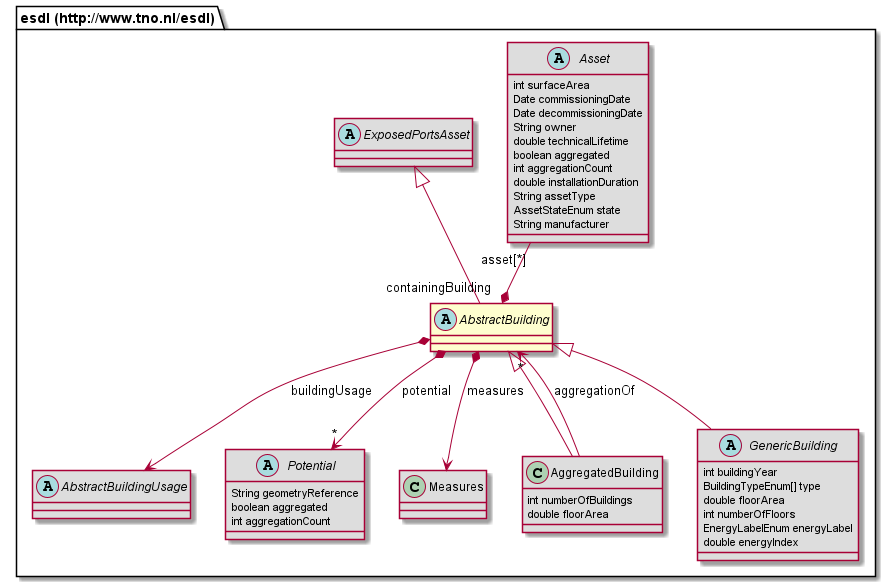 esdl (http://www.tno.nl/esdl)
A Asset
int surfaceArea
Date commissioningDate
Date decommissioningDate
String owner
double technicalLifetime
boolean aggregated
int aggregationCount
double installationDuration
String assetType
AssetStateEnum state
String manufacturer
A ExposedPortsAsset
asset[*]
containingBuilding
A AbstractBuilding
*
buildingUsage
potential
measures
aggregationOf
*
A AbstractBuildingUsage
A Potential
String geometryReference
boolean aggregated
int aggregationCount
C Measures
C AggregatedBuilding
int numberOfBuildings
double floorArea
A GenericBuilding
int buildingYear
BuildingTypeEnum[] type
double floorArea
int numberOfFloors
EnergyLabelEnum energyLabel
double energyIndex